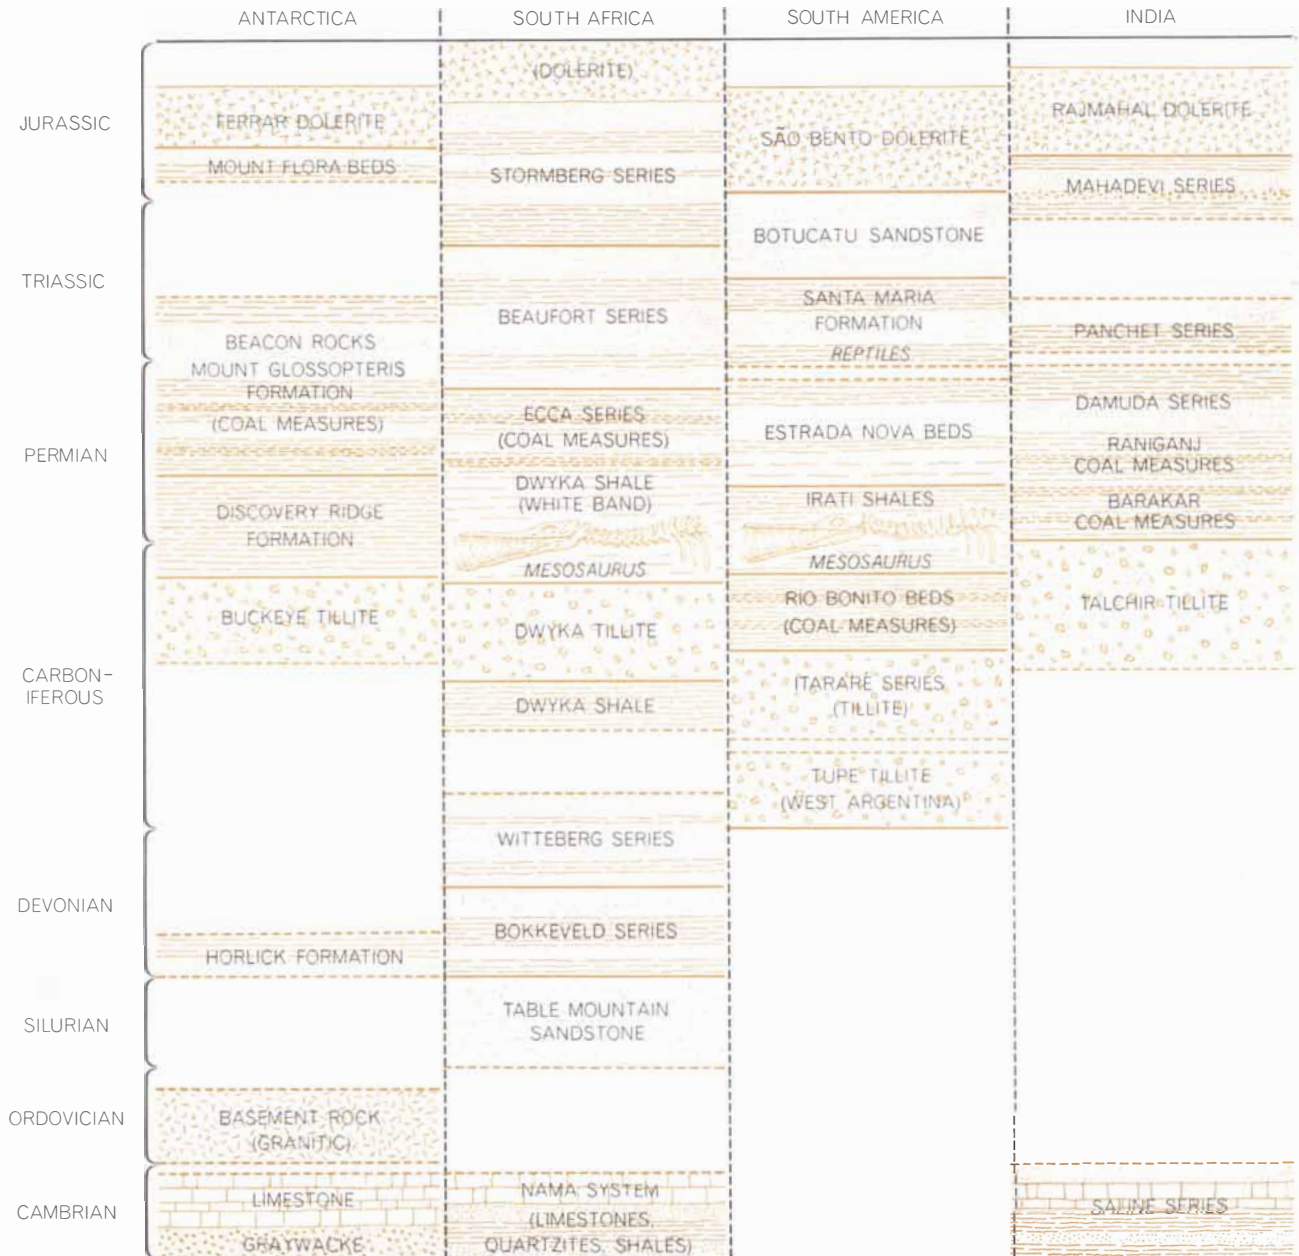 ANTARCTICA
SOUTH AFRICA
SOUTH AMERICA
INDIA
JURASSIC
TRIASSIC
PERMIAN
CARBON-
IFEROUS
DEVONIAN
SILURIAN
ORDOVICIAN
CAMBRIAN
FERRAR DOLERITE
MOUNT FLORA BEDS
BEACON ROCKS
MOUNT GLOSSOPTERIS
FORMATION
(COAL MEASURES)
DISCOVERY RIDGE
FORMATION
BUCKEYE TILLITE
HORLICK FORMATION
BASEMENT ROCK
(GRANITIC)
LIMESTONE
GRAYWACKE
(DOLERITE)
STORMBERG SERIES
BEAUFORT SERIES
ECCA SERIES
(COAL MEASURES)
DWYKA SHALE
(WHITE BAND)
MESOSAURUS
DWYKA TILLITE
DWYKA SHALE
WITTEBERG SERIES
BOKKEVELD SERIES
TABLE MOUNTAIN
SANDSTONE
NAMA SYSTEM
(LIMESTONES,
QUARTZITES, SHALES)
SÃO BENTO DOLERITE
BOTUCATU SANDSTONE
SANTA MARIA
FORMATION
REPTILES
ESTRADA NOVA BEDS
IRATI SHALES
MESOSAURUS
RIO BONITO BEDS
(COAL MEASURES)
ITARARÉ SERIES
(TILLITE)
TUPE TILLITE
(WEST ARGENTINA)
RAJMAHAL DOLERITE
MAHADEVI SERIES
PANCHET SERIES
DAMUDA SERIES
RANIGANJ
COAL MEASURES
BARAKAR
COAL MEASURES
TALCHIR TILLITE
SALINE SERIES